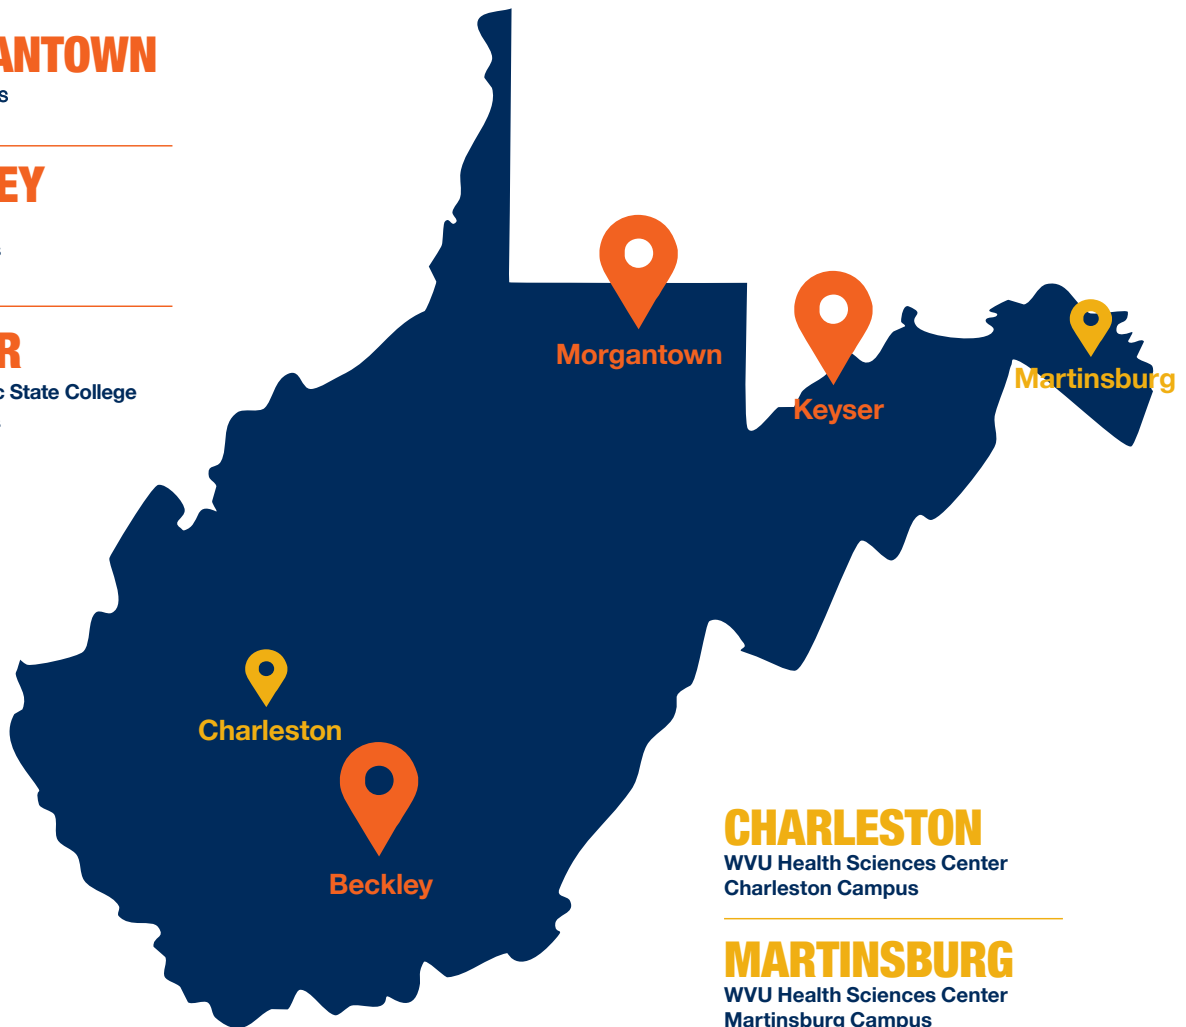 ANTOWN
S
EY
R
c State College
Morgantown
Keyser
Martinsburg
Charleston
Beckley
CHARLESTON
WVU Health Sciences Center
Charleston Campus
MARTINSBURG
WVU Health Sciences Center
Martinsburg Campus